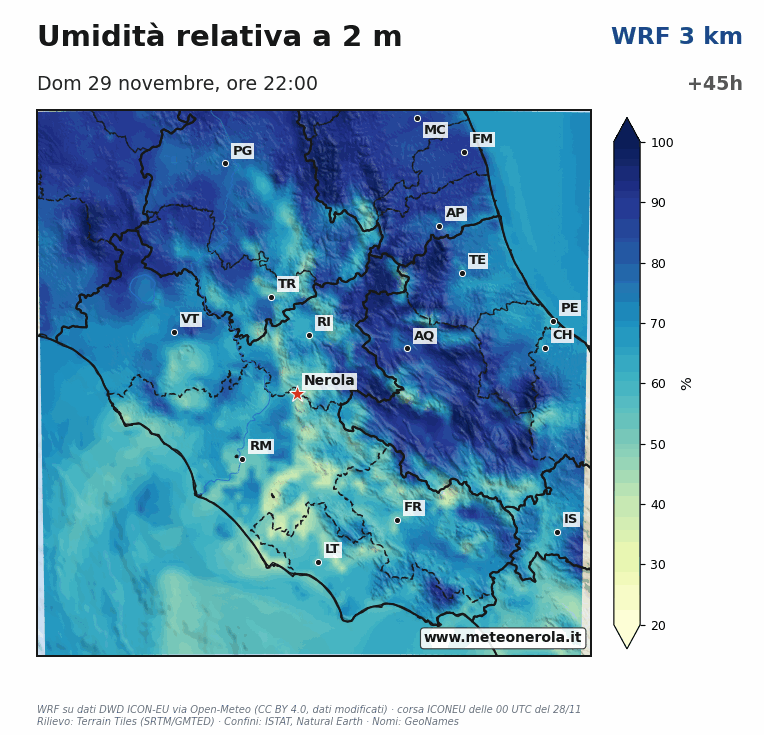 Umidità relativa a 2 m
WRF 3 km
Dom 29 novembre, ore 22:00
+45h
MC
FM
PG
AP
TE
TR
PE
VT
RI
AQ
CH
Nerola
RM
FR
IS
LT
www.meteonerola.it
100
90
80
70
60
50
40
30
20
%
WRF su dati DWD ICON-EU via Open-Meteo (CC BY 4.0, dati modificati) · corsa ICONEU delle 00 UTC del 28/11
Rilievo: Terrain Tiles (SRTM/GMTED) · Confini: ISTAT, Natural Earth · Nomi: GeoNames